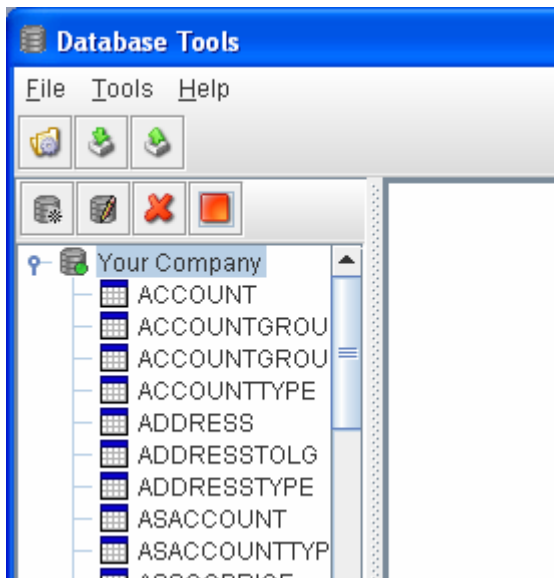 Database Tools
File Tools Help
Your Company
ACCOUNT
ACCOUNTGROU
ACCOUNTGROU
ACCOUNTTYPE
ADDRESS
ADDRESSTOLG
ADDRESSTYPE
ASACCOUNT
ASACCOUNTTYP